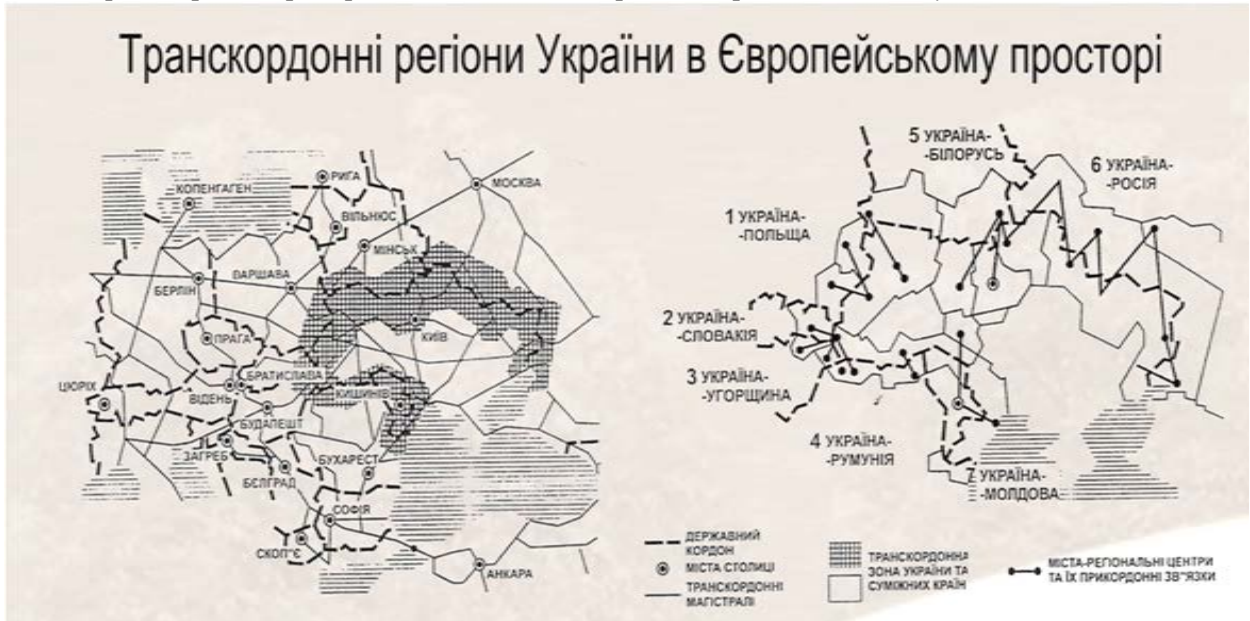 Транскордонні регіони України в Європейському просторі
КОПЕНГАГЕН
РИГА
МОСКВА
ВІЛЬНЮС
МІНСЬК
ВАРШАВА
БЕРЛІН
КИЇВ
ПРАГА
БРАТИСЛАВА
ЦЮРІХ
ВІДЕНЬ
КИШИНІВ
БУДАПЕШТ
ЗАГРЕБ
БУХАРЕСТ
БЄЛГРАД
СОФІЯ
СКОП"Є
АНКАРА
5 УКРАЇНА-
-БІЛОРУСЬ
6 УКРАЇНА-
-РОСІЯ
1 УКРАЇНА-
-ПОЛЬЩА
2 УКРАЇНА-
-СЛОВАКІЯ
3 УКРАЇНА-
-УГОРЩИНА
4 УКРАЇНА-
-РУМУНІЯ
7 УКРАЇНА-
-МОЛДОВА
ДЕРЖАВНИЙ
КОРДОН
МІСТА СТОЛИЦІ
ТРАНСКОРДОННІ
МАГІСТРАЛІ
ТРАНСКОРДОННА
ЗОНА УКРАЇНИ ТА
СУМІЖНИХ КРАЇН
МІСТА-РЕГІОНАЛЬНІ ЦЕНТРИ
ТА ЇХ ПРИКОРДОННІ ЗВ"ЯЗКИ